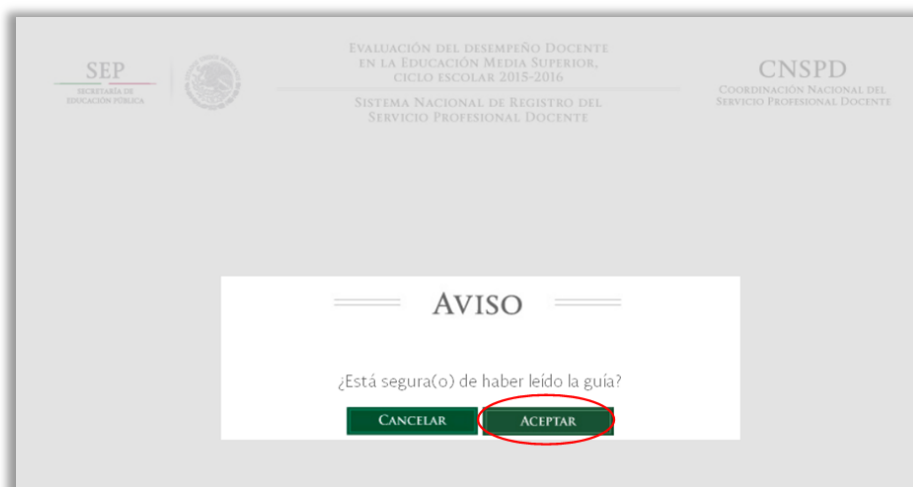 SEP
SECRETARÍA DE
EDUCACIÓN PÚBLICA
EVALUACIÓN DEL DESEMPEÑO DOCENTE
EN LA EDUCACIÓN MEDIA SUPERIOR,
CICLO ESCOLAR 2015-2016
SISTEMA NACIONAL DE REGISTRO DEL
SERVICIO PROFESIONAL DOCENTE
CNSPD
COORDINACIÓN NACIONAL DEL
SERVICIO PROFESIONAL DOCENTE
AVISO
¿Está segura(o) de haber leído la guía?
CANCELAR
ACEPTAR